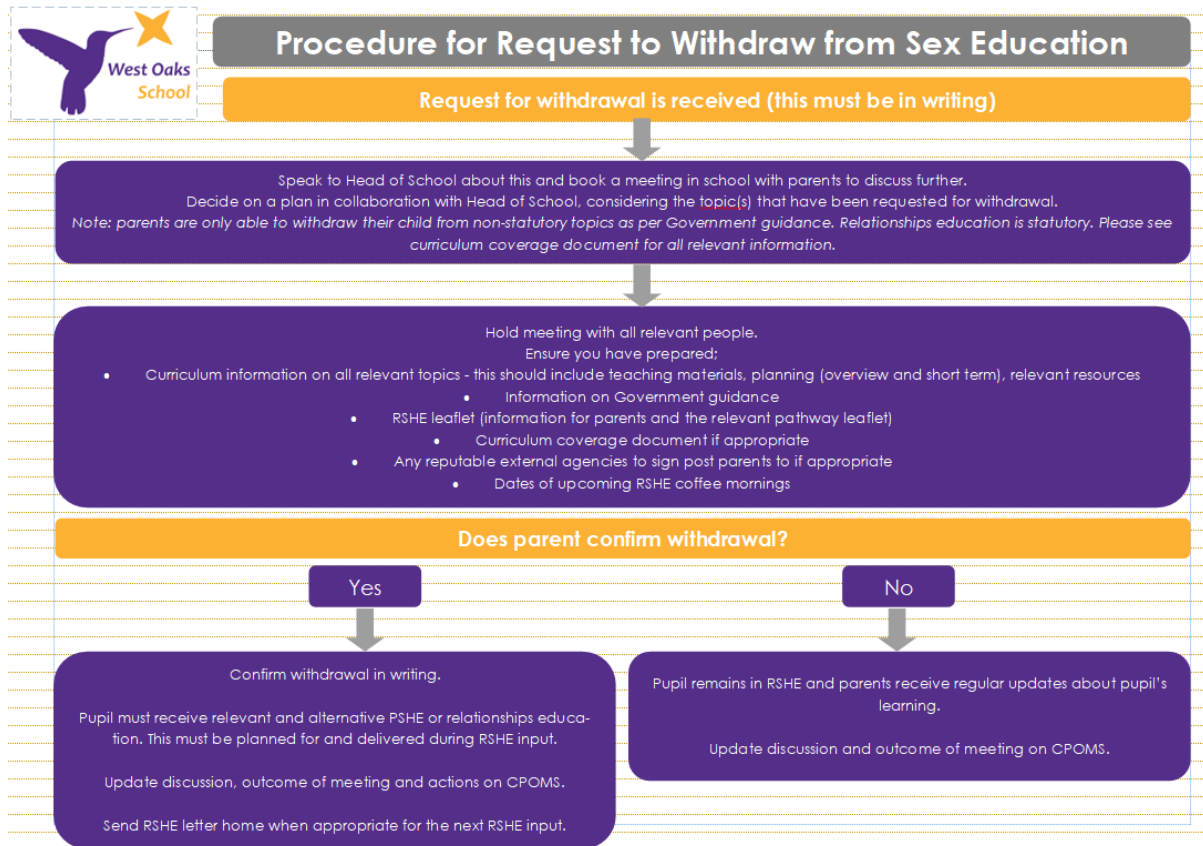 West Oaks
School
Procedure for Request to Withdraw from Sex Education
Request for withdrawal is received (this must be in writing)
Speak to Head of School about this and book a meeting in school with parents to discuss further.
Decide on a plan in collaboration with Head of School, considering the topic(s) that have been requested for withdrawal.
Note: parents are only able to withdraw their child from non-statutory topics as per Government guidance. Relationships education is statutory. Please see
curriculum coverage document for all relevant information.
Hold meeting with all relevant people.
Ensure you have prepared;
• Curriculum information on all relevant topics - this should include teaching materials, planning (overview and short term), relevant resources
• Information on Government guidance
• RSHE leaflet (information for parents and the relevant pathway leaflet)
• Curriculum coverage document if appropriate
• Any reputable external agencies to sign post parents to if appropriate
• Dates of upcoming RSHE coffee mornings
Does parent confirm withdrawal?
Yes
Confirm withdrawal in writing.
Pupil must receive relevant and alternative PSHE or relationships educa-
tion. This must be planned for and delivered during RSHE input.
Update discussion, outcome of meeting and actions on CPOMS.
Send RSHE letter home when appropriate for the next RSHE input.
No
Pupil remains in RSHE and parents receive regular updates about pupil's
learning.
Update discussion and outcome of meeting on CPOMS.